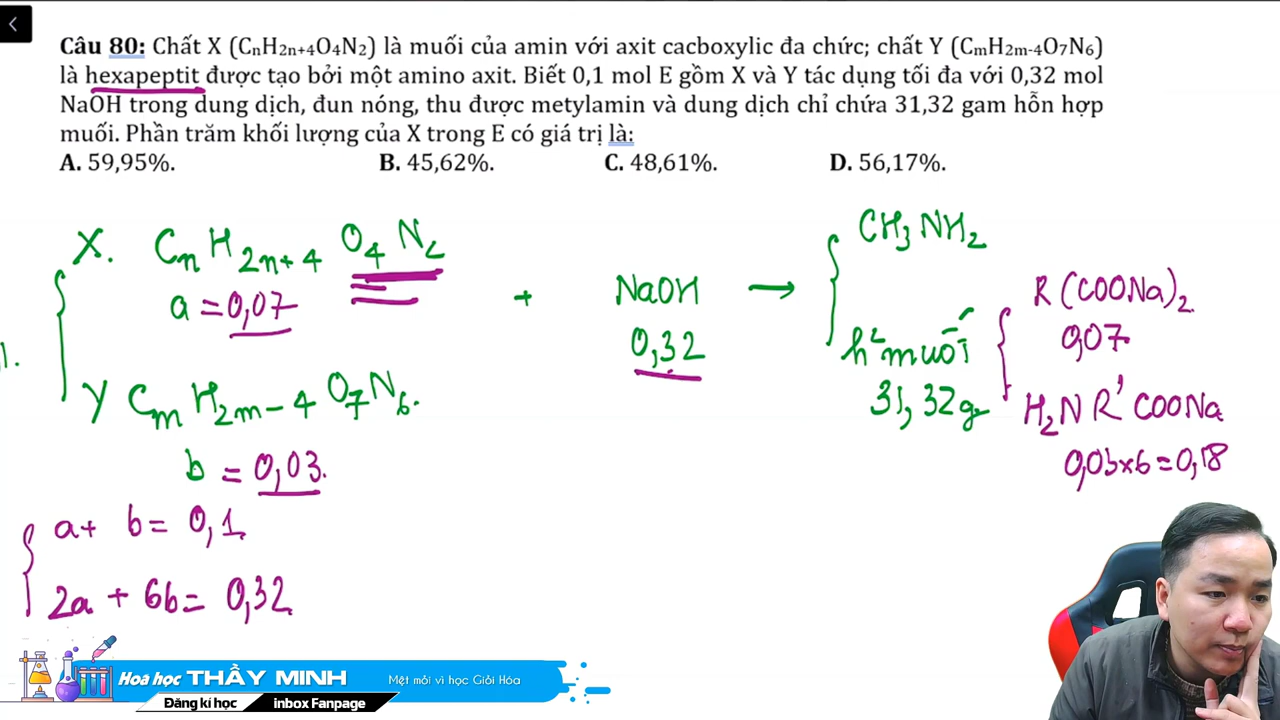 Câu 80: Chất X (CnH2n+4O4N2) là muối của amin với axit cacboxylic đa chức; chất Y (CmH2m-4O7N6)
là hexapeptit được tạo bởi một amino axit. Biết 0,1 mol E gồm X và Y tác dụng tối đa với 0,32 mol
NaOH trong dung dịch, đun nóng, thu được metylamin và dung dịch chỉ chứa 31,32 gam hỗn hợp
muối. Phần trăm khối lượng của X trong E có giá trị là:
A. 59,95%. B. 45,62%. C. 48,61%. D. 56,17%.
X. CnH2n+4 O4 N2
a = 0,07
+ NaOH →
0,32
CH3NH2
h² muối
31,32g
R(COONa)2
0,07
H2N R' COONa
0,03x6 = 0,18
Y CmH2m-4 O7N6.
b = 0,03.
a + b = 0,1
2a + 6b = 0,32
Hoá học THẦY MINH
Mệt mỏi vì học Giỏi Hóa
Đăng kí học inbox Fanpage